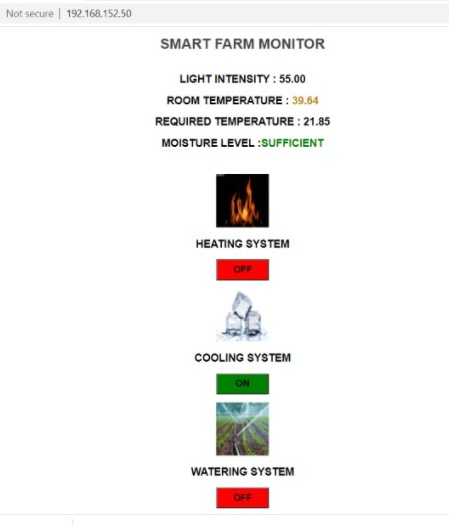 Not secure | 192.168.152.50
SMART FARM MONITOR
LIGHT INTENSITY : 55.00
ROOM TEMPERATURE : 39.64
REQUIRED TEMPERATURE : 21.85
MOISTURE LEVEL :SUFFICIENT
HEATING SYSTEM
OFF
COOLING SYSTEM
ON
WATERING SYSTEM
OFF